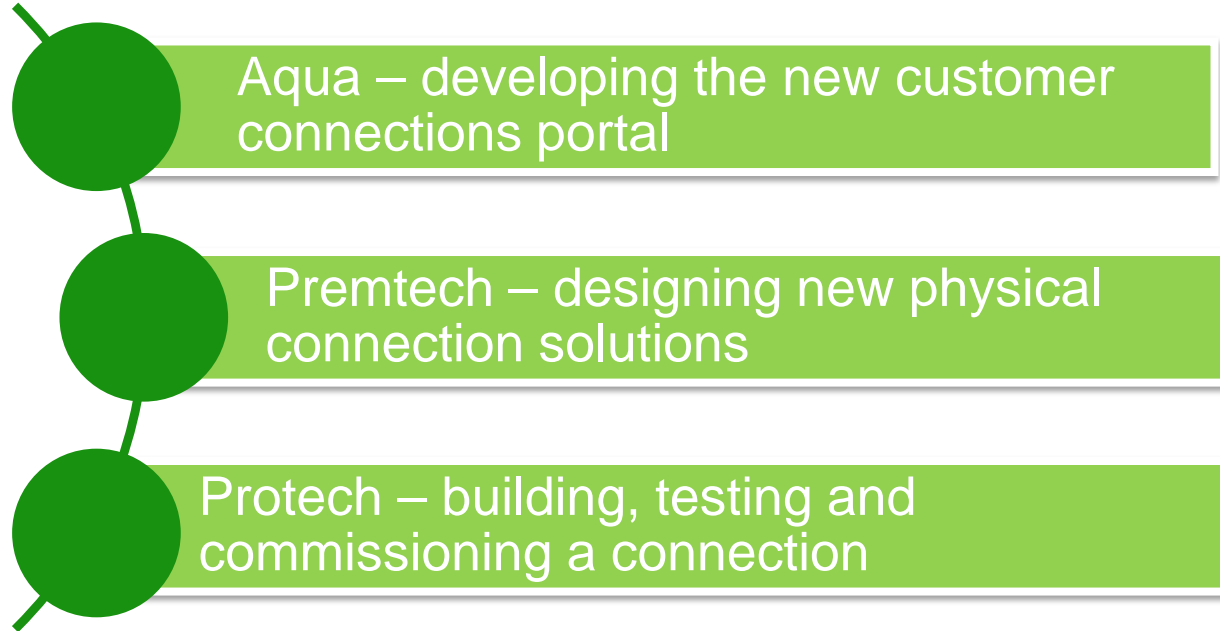 Aqua – developing the new customer
connections portal
Premtech – designing new physical
connection solutions
Protech – building, testing and
commissioning a connection